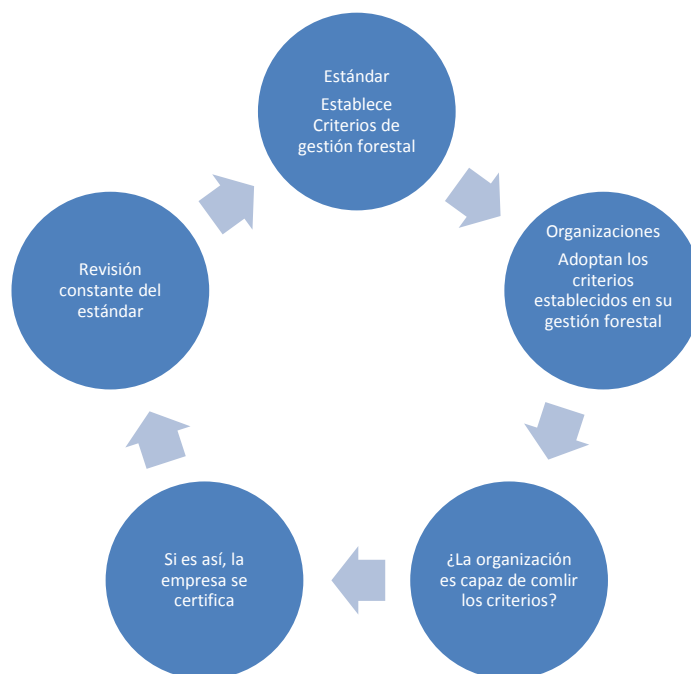 Estándar
Establece
Criterios de
gestión forestal
Organizaciones
Adoptan los
criterios
establecidos en su
gestión forestal
¿La organización
es capaz de comlir
los criterios?
Si es así, la
empresa se
certifica
Revisión
constante del
estándar